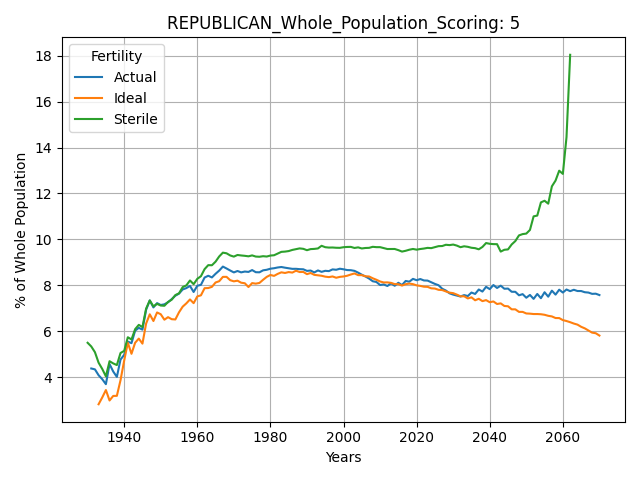 REPUBLICAN_Whole_Population_Scoring: 5
Fertility
Actual
Ideal
Sterile
% of Whole Population
18
16
14
12
10
8
6
4
1940 1960 1980 2000 2020 2040 2060
Years